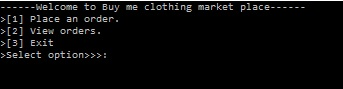 ------Welcome to Buy me clothing market place------
>[1] Place an order.
>[2] View orders.
>[3] Exit
>Select option>>>: